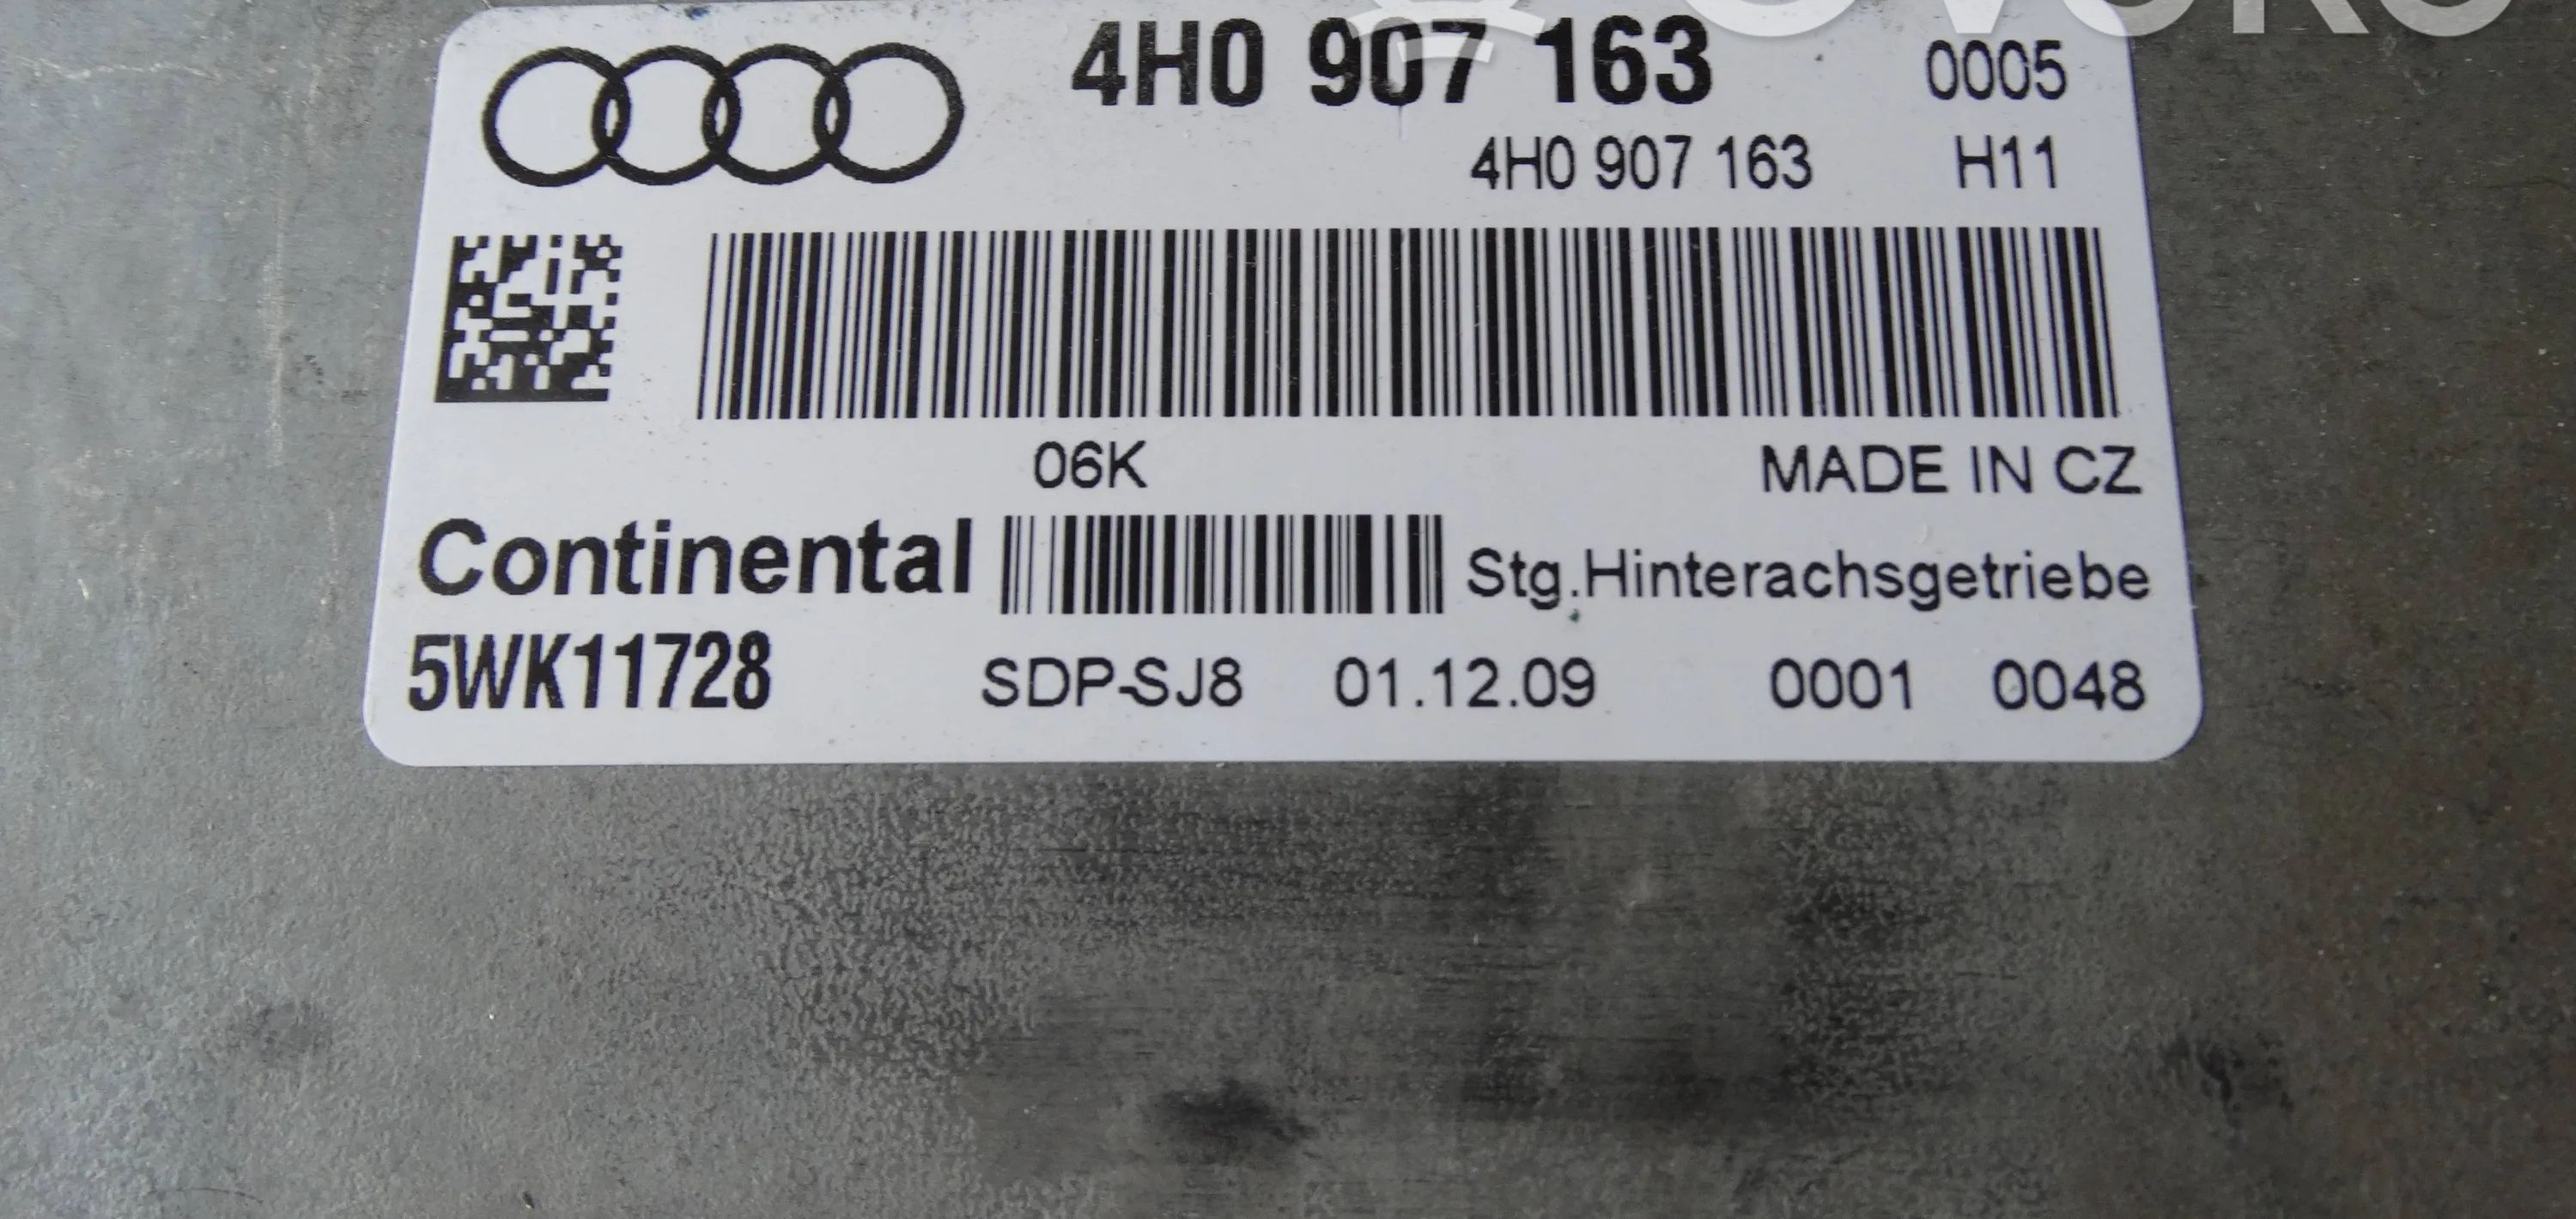 4H0 907 163 0005
4H0 907 163 H11
06K MADE IN CZ
Continental Stg.Hinterachsgetriebe
5WK11728 SDP-SJ8 01.12.09 0001 0048